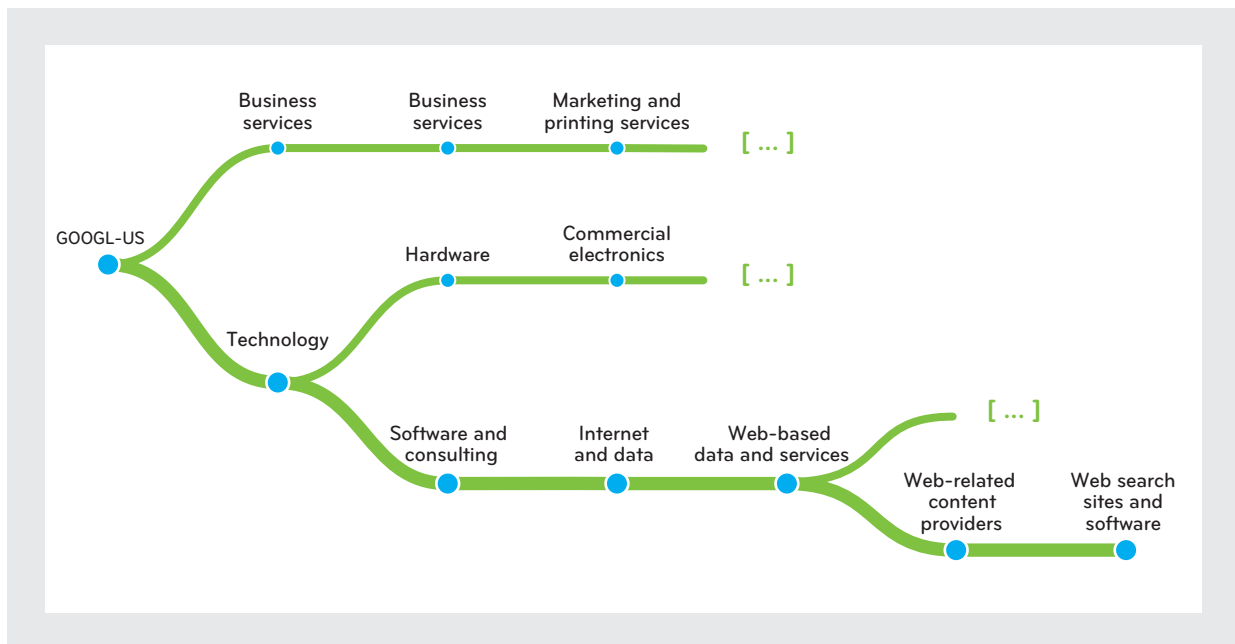 Business
services
Business
services
Marketing and
printing services
[ ... ]
GOOGL-US
Hardware
Commercial
electronics
[ ... ]
Technology
Software and
consulting
Internet
and data
Web-based
data and services
[ ... ]
Web-related
content
providers
Web search
sites and
software